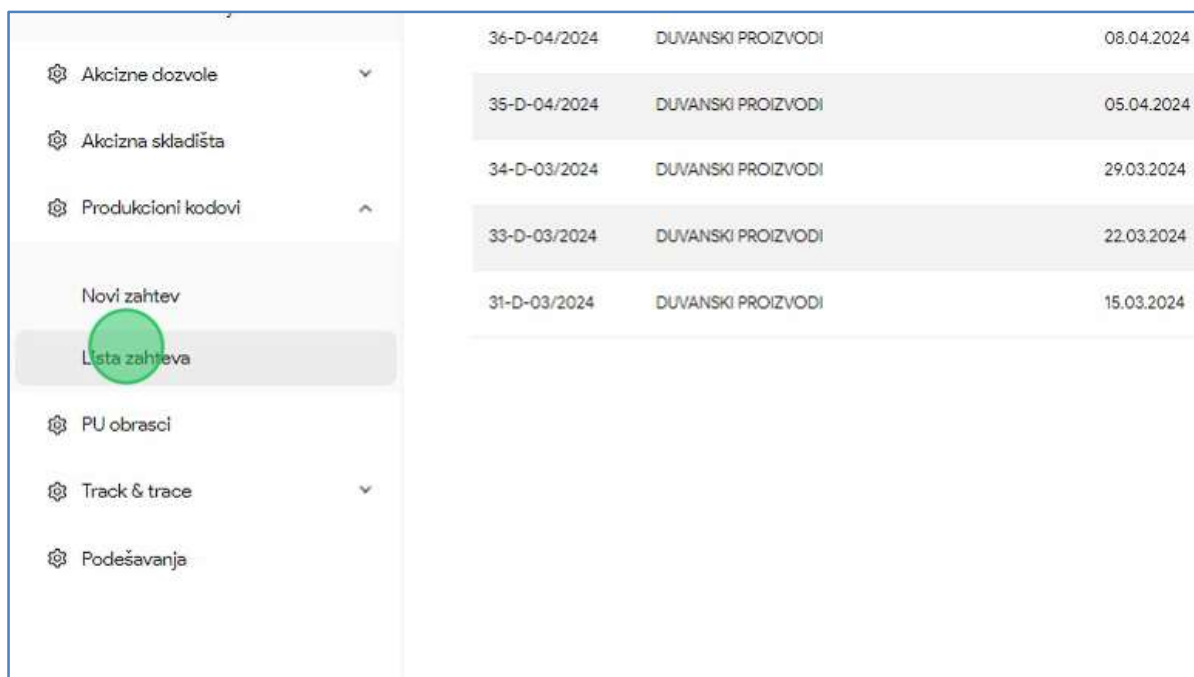 Akcizne dozvole
Akcizna skladišta
Produkcioni kodovi
Novi zahtev
Lista zahteva
PU obrasci
Track & trace
Podešavanja
36-D-04/2024 DUVANSKI PROIZVODI 08.04.2024
35-D-04/2024 DUVANSKI PROIZVODI 05.04.2024
34-D-03/2024 DUVANSKI PROIZVODI 29.03.2024
33-D-03/2024 DUVANSKI PROIZVODI 22.03.2024
31-D-03/2024 DUVANSKI PROIZVODI 15.03.2024